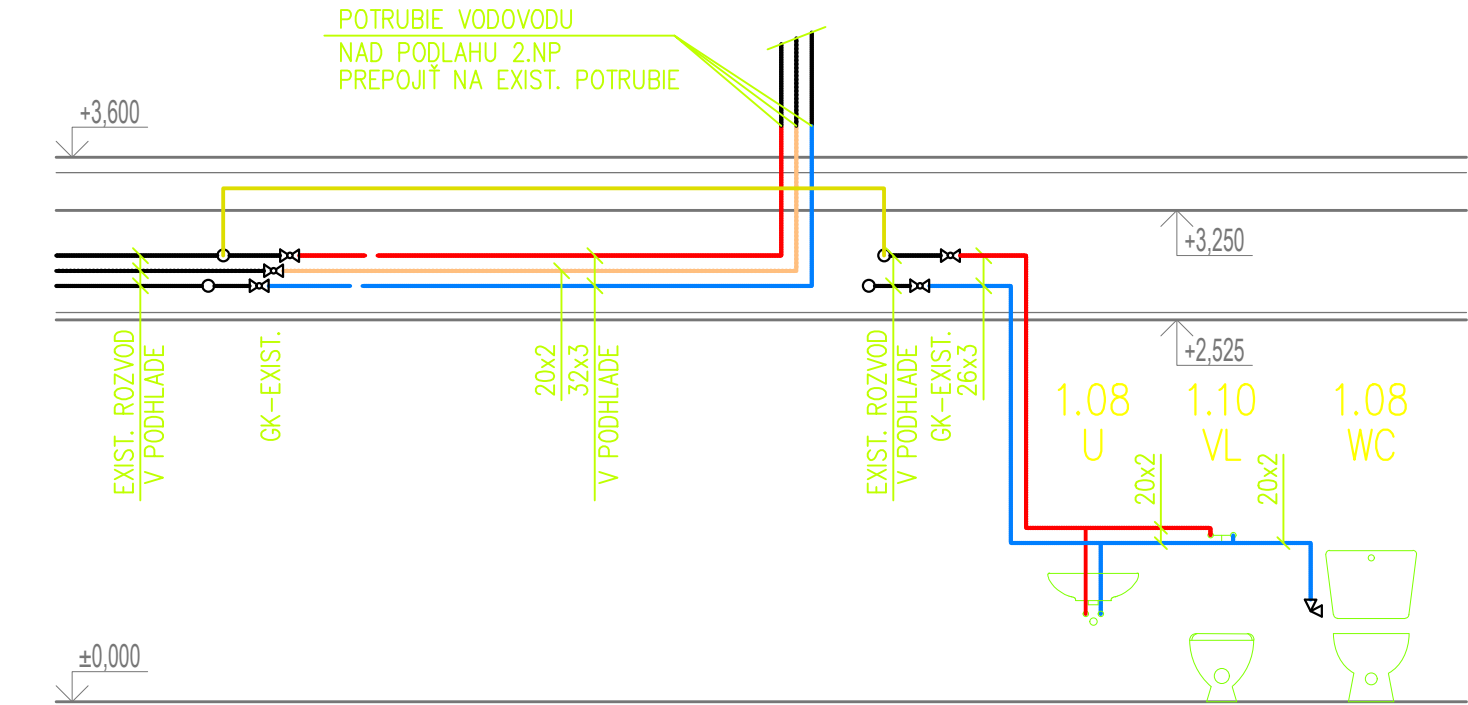 POTRUBIE VODOVODU
NAD PODLAHU 2.NP
PREPOJIŤ NA EXIST. POTRUBIE
+3,600
+3,250
+2,525
EXIST. ROZVOD
V PODHLADE
GK-EXIST.
20x2
32x3
V PODHLADE
EXIST. ROZVOD
V PODHLADE
GK-EXIST.
26x3
1.08
U
1.10
VL
1.08
WC
20x2
20x2
±0,000